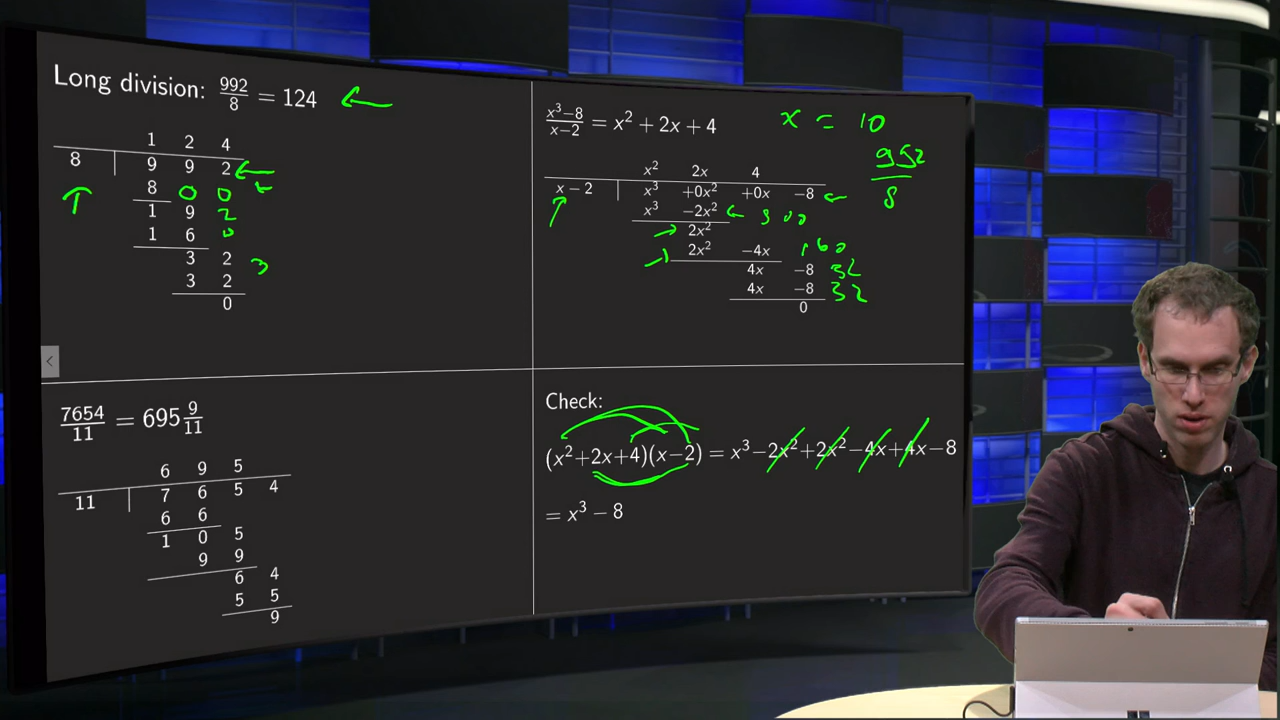 Long division: 992/8 = 124 ←
1 2 4
8 | 9 9 2 ←
↑ 8 0 0 ←
1 9 2
1 6 0
3 2
3 2
0
(x³−8)/(x−2) = x² + 2x + 4
x = 10
992/8
x² 2x 4
x − 2 | x³ +0x² +0x −8 ←
↑ x³ −2x² ←
→ 2x²
→ 2x² −4x 160
4x −8 32
4x −8 32
0
7654/11 = 695 9/11
6 9 5
11 | 7 6 5 4
6 6
1 0 5
9 9
6 4
5 5
9
Check:
(x²+2x+4)(x−2) = x³−2x²+2x²−4x+4x−8
= x³ − 8